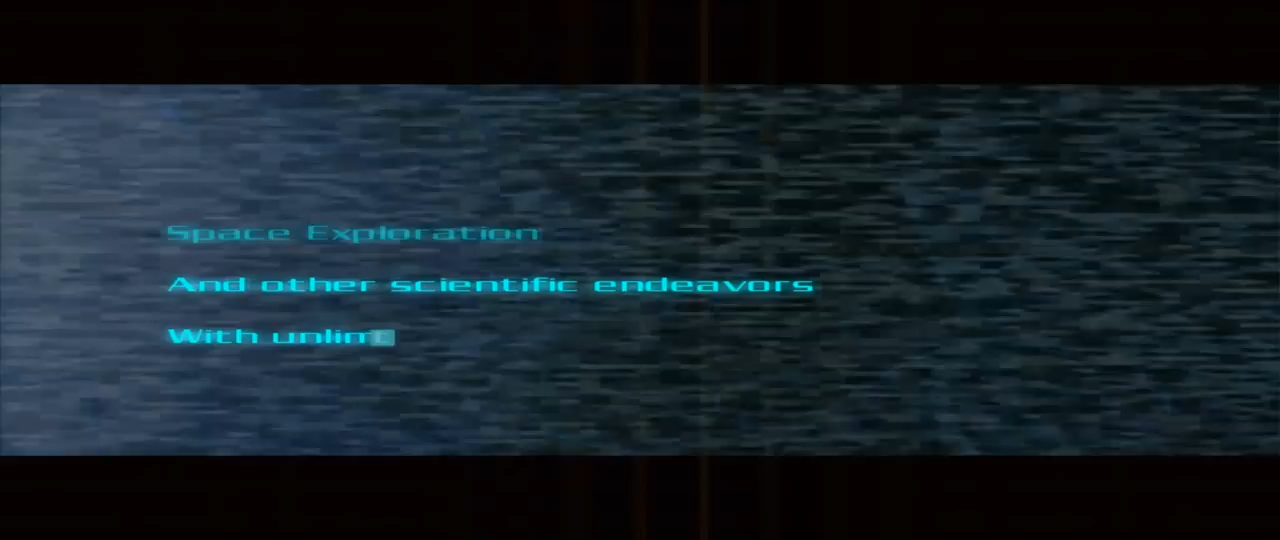 Space Exploration
And other scientific endeavors
With unlim